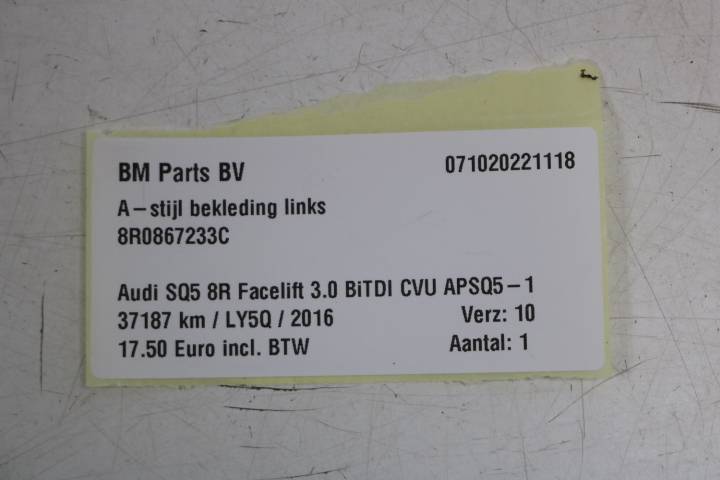 BM Parts BV 071020221118
A-stijl bekleding links
8R0867233C
Audi SQ5 8R Facelift 3.0 BiTDI CVU APSQ5-1
37187 km / LY5Q / 2016 Verz: 10
17.50 Euro incl. BTW Aantal: 1